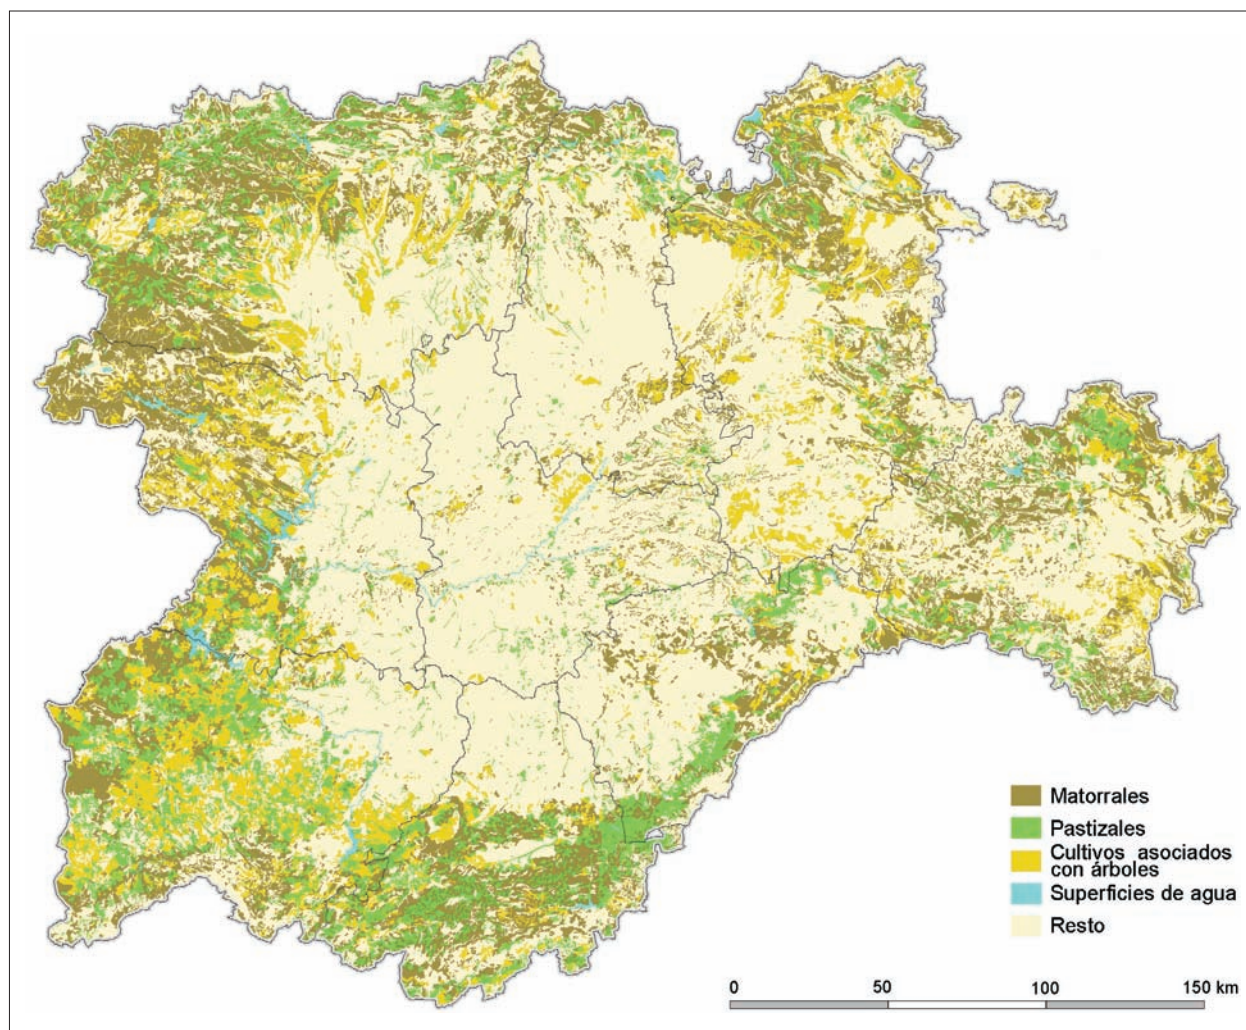 Matorrales
Pastizales
Cultivos asociados
con árboles
Superficies de agua
Resto
0 50 100 150 km